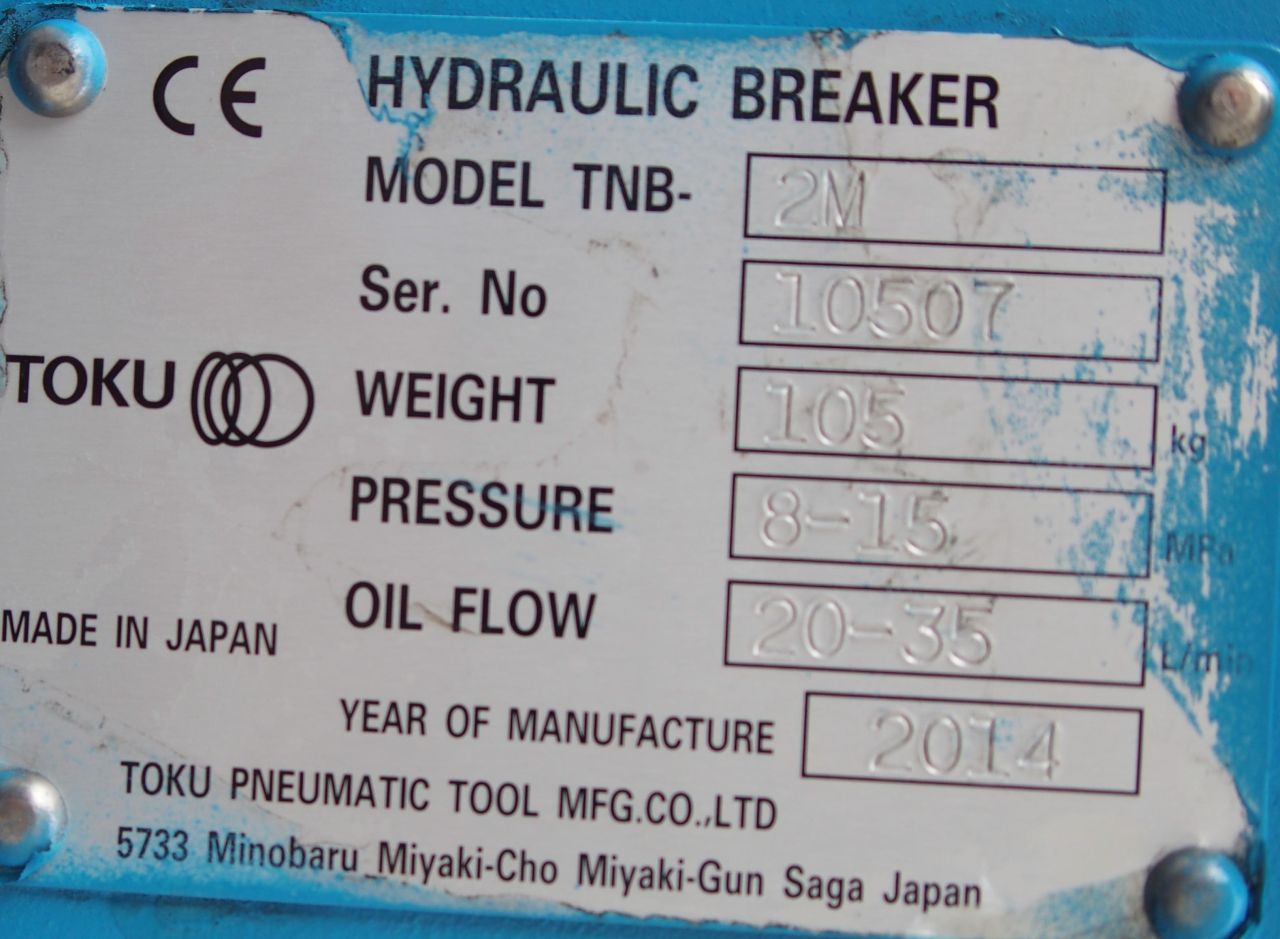 CE HYDRAULIC BREAKER
MODEL TNB- 2M
Ser. No 10507
TOKU
WEIGHT 105 kg
PRESSURE 8-15 MPa
OIL FLOW 20-35 L/min
MADE IN JAPAN
YEAR OF MANUFACTURE 2014
TOKU PNEUMATIC TOOL MFG.CO.,LTD
5733 Minobaru Miyaki-Cho Miyaki-Gun Saga Japan